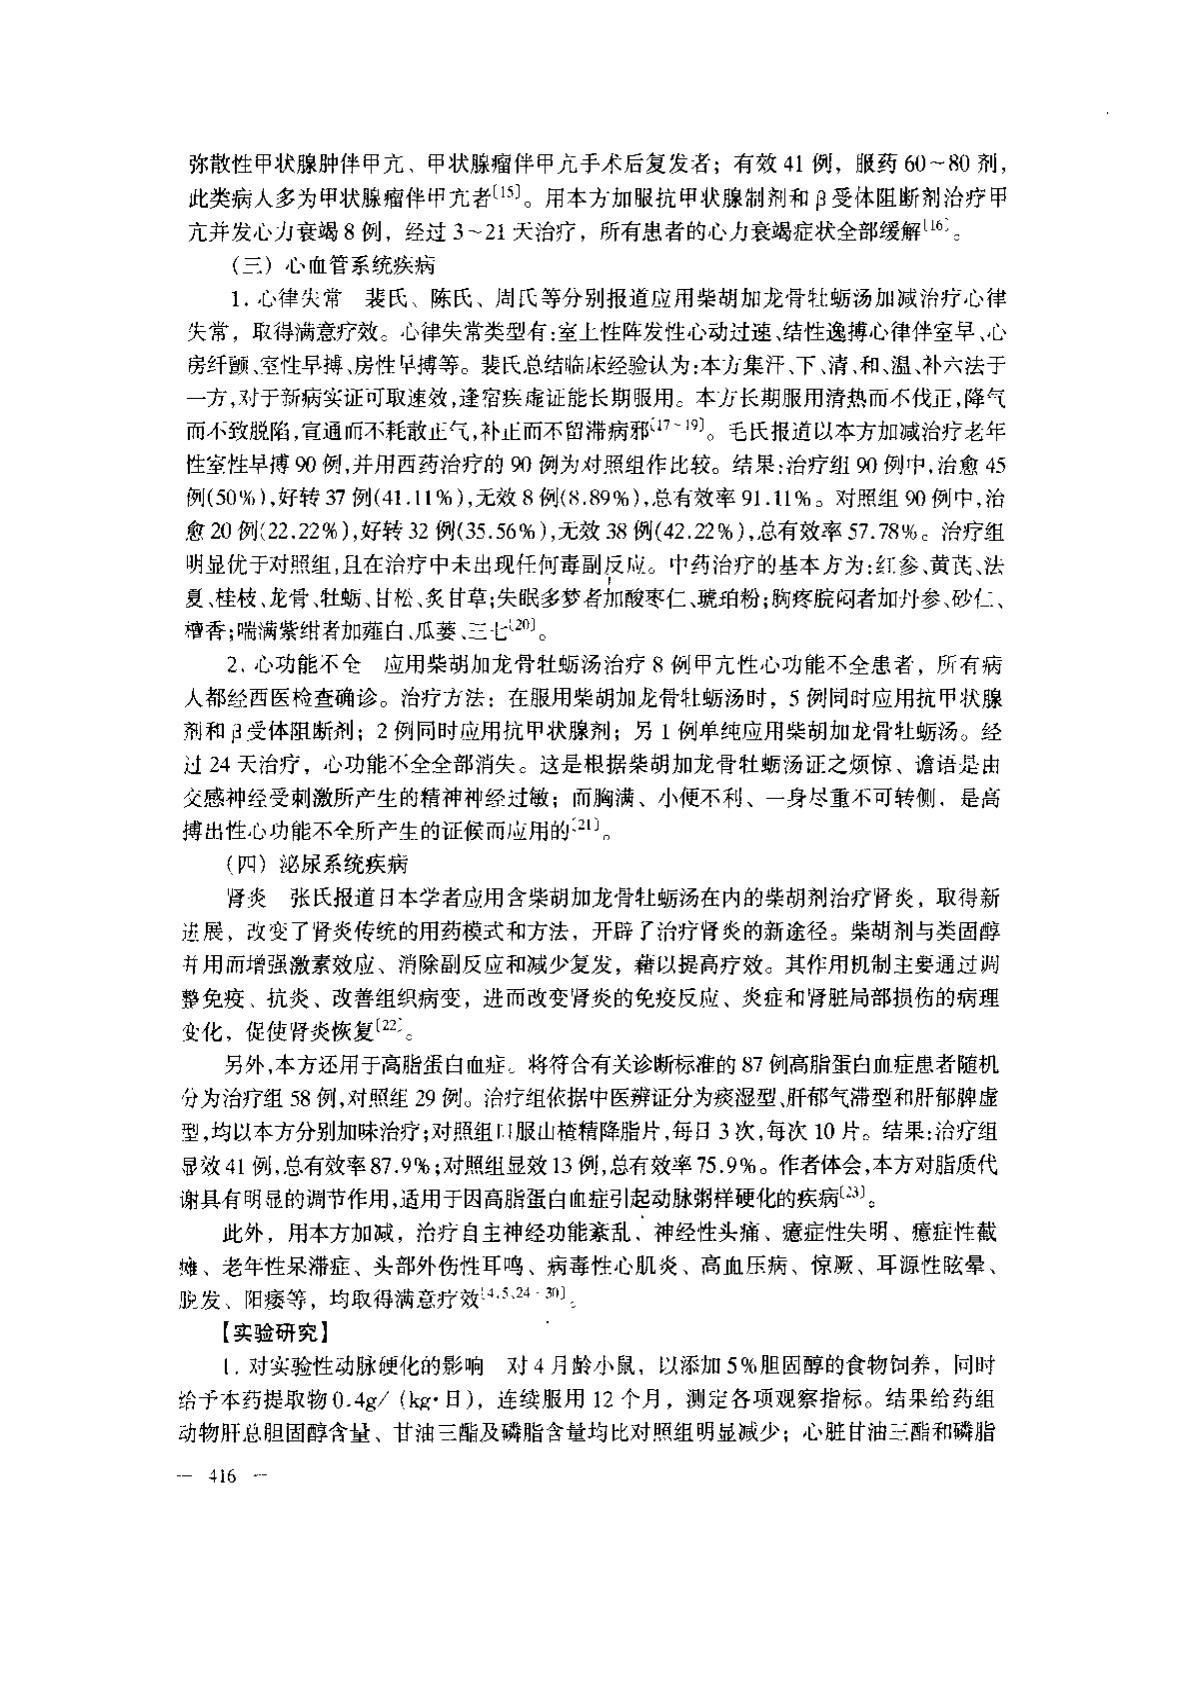 弥散性甲状腺肿伴甲亢、甲状腺瘤伴甲亢手术后复发者；有效41例，服药60~80剂，
此类病人多为甲状腺瘤伴甲亢者〔15〕。用本方加服抗甲状腺制剂和β受体阻断剂治疗甲
亢并发心力衰竭8例，经过3~21天治疗，所有患者的心力衰竭症状全部缓解〔16〕。
（三）心血管系统疾病
1. 心律失常 裴氏、陈氏、周氏等分别报道应用柴胡加龙骨牡蛎汤加减治疗心律
失常，取得满意疗效。心律失常类型有:室上性阵发性心动过速、结性逸搏心律伴室早、心
房纤颤、室性早搏、房性早搏等。裴氏总结临床经验认为:本方集汗、下、清、和、温、补六法于
一方,对于新病实证可取速效,逢宿疾虚证能长期服用。本方长期服用清热而不伐正,降气
而不致脱陷,宣通而不耗散正气,补正而不留滞病邪〔17~19〕。毛氏报道以本方加减治疗老年
性室性早搏90例,并用西药治疗的90例为对照组作比较。结果:治疗组90例中,治愈45
例(50%),好转37例(41.11%),无效8例(8.89%),总有效率91.11%。对照组90例中,治
愈20例(22.22%),好转32例(35.56%),无效38例(42.22%),总有效率57.78%。治疗组
明显优于对照组,且在治疗中未出现任何毒副反应。中药治疗的基本方为:红参、黄芪、法
夏、桂枝、龙骨、牡蛎、甘松、炙甘草;失眠多梦者加酸枣仁、琥珀粉;胸疼脘闷者加丹参、砂仁、
檀香;喘满紫绀者加薤白、瓜蒌、三七〔20〕。
2. 心功能不全 应用柴胡加龙骨牡蛎汤治疗8例甲亢性心功能不全患者，所有病
人都经西医检查确诊。治疗方法：在服用柴胡加龙骨牡蛎汤时，5例同时应用抗甲状腺
剂和β受体阻断剂；2例同时应用抗甲状腺剂；另1例单纯应用柴胡加龙骨牡蛎汤。经
过24天治疗，心功能不全全部消失。这是根据柴胡加龙骨牡蛎汤证之烦惊、谵语是由
交感神经受刺激所产生的精神神经过敏；而胸满、小便不利、一身尽重不可转侧，是高
搏出性心功能不全所产生的证候而应用的〔21〕。
（四）泌尿系统疾病
肾炎 张氏报道日本学者应用含柴胡加龙骨牡蛎汤在内的柴胡剂治疗肾炎，取得新
进展，改变了肾炎传统的用药模式和方法，开辟了治疗肾炎的新途径。柴胡剂与类固醇
并用而增强激素效应、消除副反应和减少复发，藉以提高疗效。其作用机制主要通过调
整免疫、抗炎、改善组织病变，进而改变肾炎的免疫反应、炎症和肾脏局部损伤的病理
变化，促使肾炎恢复〔22〕。
另外,本方还用于高脂蛋白血症。将符合有关诊断标准的87例高脂蛋白血症患者随机
分为治疗组58例,对照组29例。治疗组依据中医辨证分为痰湿型、肝郁气滞型和肝郁脾虚
型,均以本方分别加味治疗;对照组口服山楂精降脂片,每日3次,每次10片。结果:治疗组
显效41例,总有效率87.9%;对照组显效13例,总有效率75.9%。作者体会,本方对脂质代
谢具有明显的调节作用,适用于因高脂蛋白血症引起动脉粥样硬化的疾病〔23〕。
此外，用本方加减，治疗自主神经功能紊乱、神经性头痛、癔症性失明、癔症性截
瘫、老年性呆滞症、头部外伤性耳鸣、病毒性心肌炎、高血压病、惊厥、耳源性眩晕、
脱发、阳痿等，均取得满意疗效〔4,5、24-30〕。
【实验研究】
1. 对实验性动脉硬化的影响 对4月龄小鼠，以添加5%胆固醇的食物饲养，同时
给予本药提取物0.4g/（kg·日），连续服用12个月，测定各项观察指标。结果给药组
动物肝总胆固醇含量、甘油三酯及磷脂含量均比对照组明显减少；心脏甘油三酯和磷脂
— 416 —